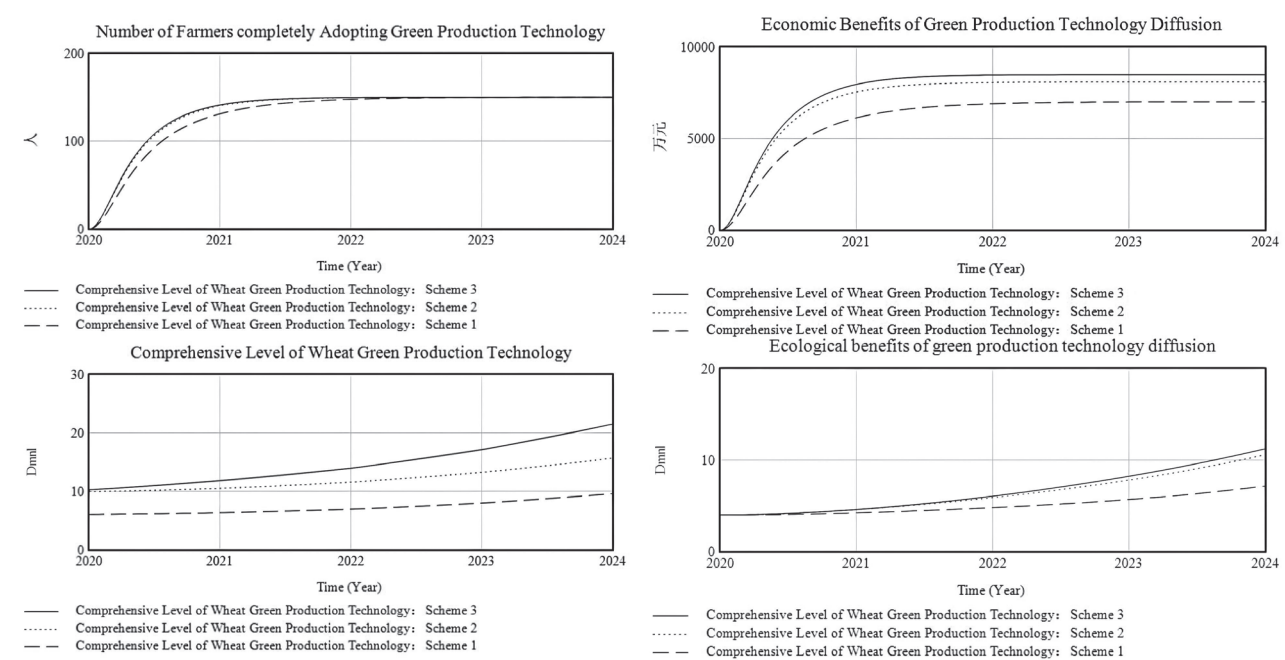 Number of Farmers completely Adopting Green Production Technology
200
100
0
人
2020 2021 2022 2023 2024
Time (Year)
Comprehensive Level of Wheat Green Production Technology: Scheme 3
Comprehensive Level of Wheat Green Production Technology: Scheme 2
Comprehensive Level of Wheat Green Production Technology: Scheme 1
Economic Benefits of Green Production Technology Diffusion
10000
5000
0
万元
2020 2021 2022 2023 2024
Time (Year)
Comprehensive Level of Wheat Green Production Technology: Scheme 3
Comprehensive Level of Wheat Green Production Technology: Scheme 2
Comprehensive Level of Wheat Green Production Technology: Scheme 1
Comprehensive Level of Wheat Green Production Technology
30
20
10
0
Dmnl
2020 2021 2022 2023 2024
Time (Year)
Comprehensive Level of Wheat Green Production Technology: Scheme 3
Comprehensive Level of Wheat Green Production Technology: Scheme 2
Comprehensive Level of Wheat Green Production Technology: Scheme 1
Ecological benefits of green production technology diffusion
20
10
0
Dmnl
2020 2021 2022 2023 2024
Time (Year)
Comprehensive Level of Wheat Green Production Technology: Scheme 3
Comprehensive Level of Wheat Green Production Technology: Scheme 2
Comprehensive Level of Wheat Green Production Technology: Scheme 1